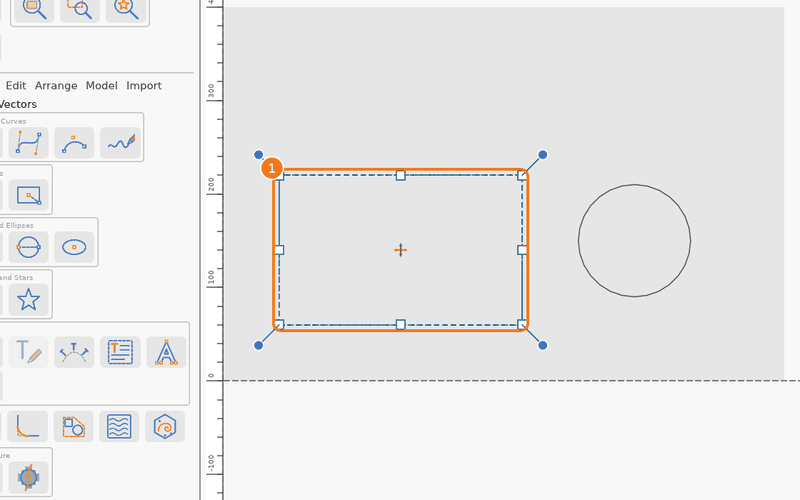 Edit Arrange Model Import
Vectors
Curves
s
d Ellipses
and Stars
ure
300
200
100
0
-100
1